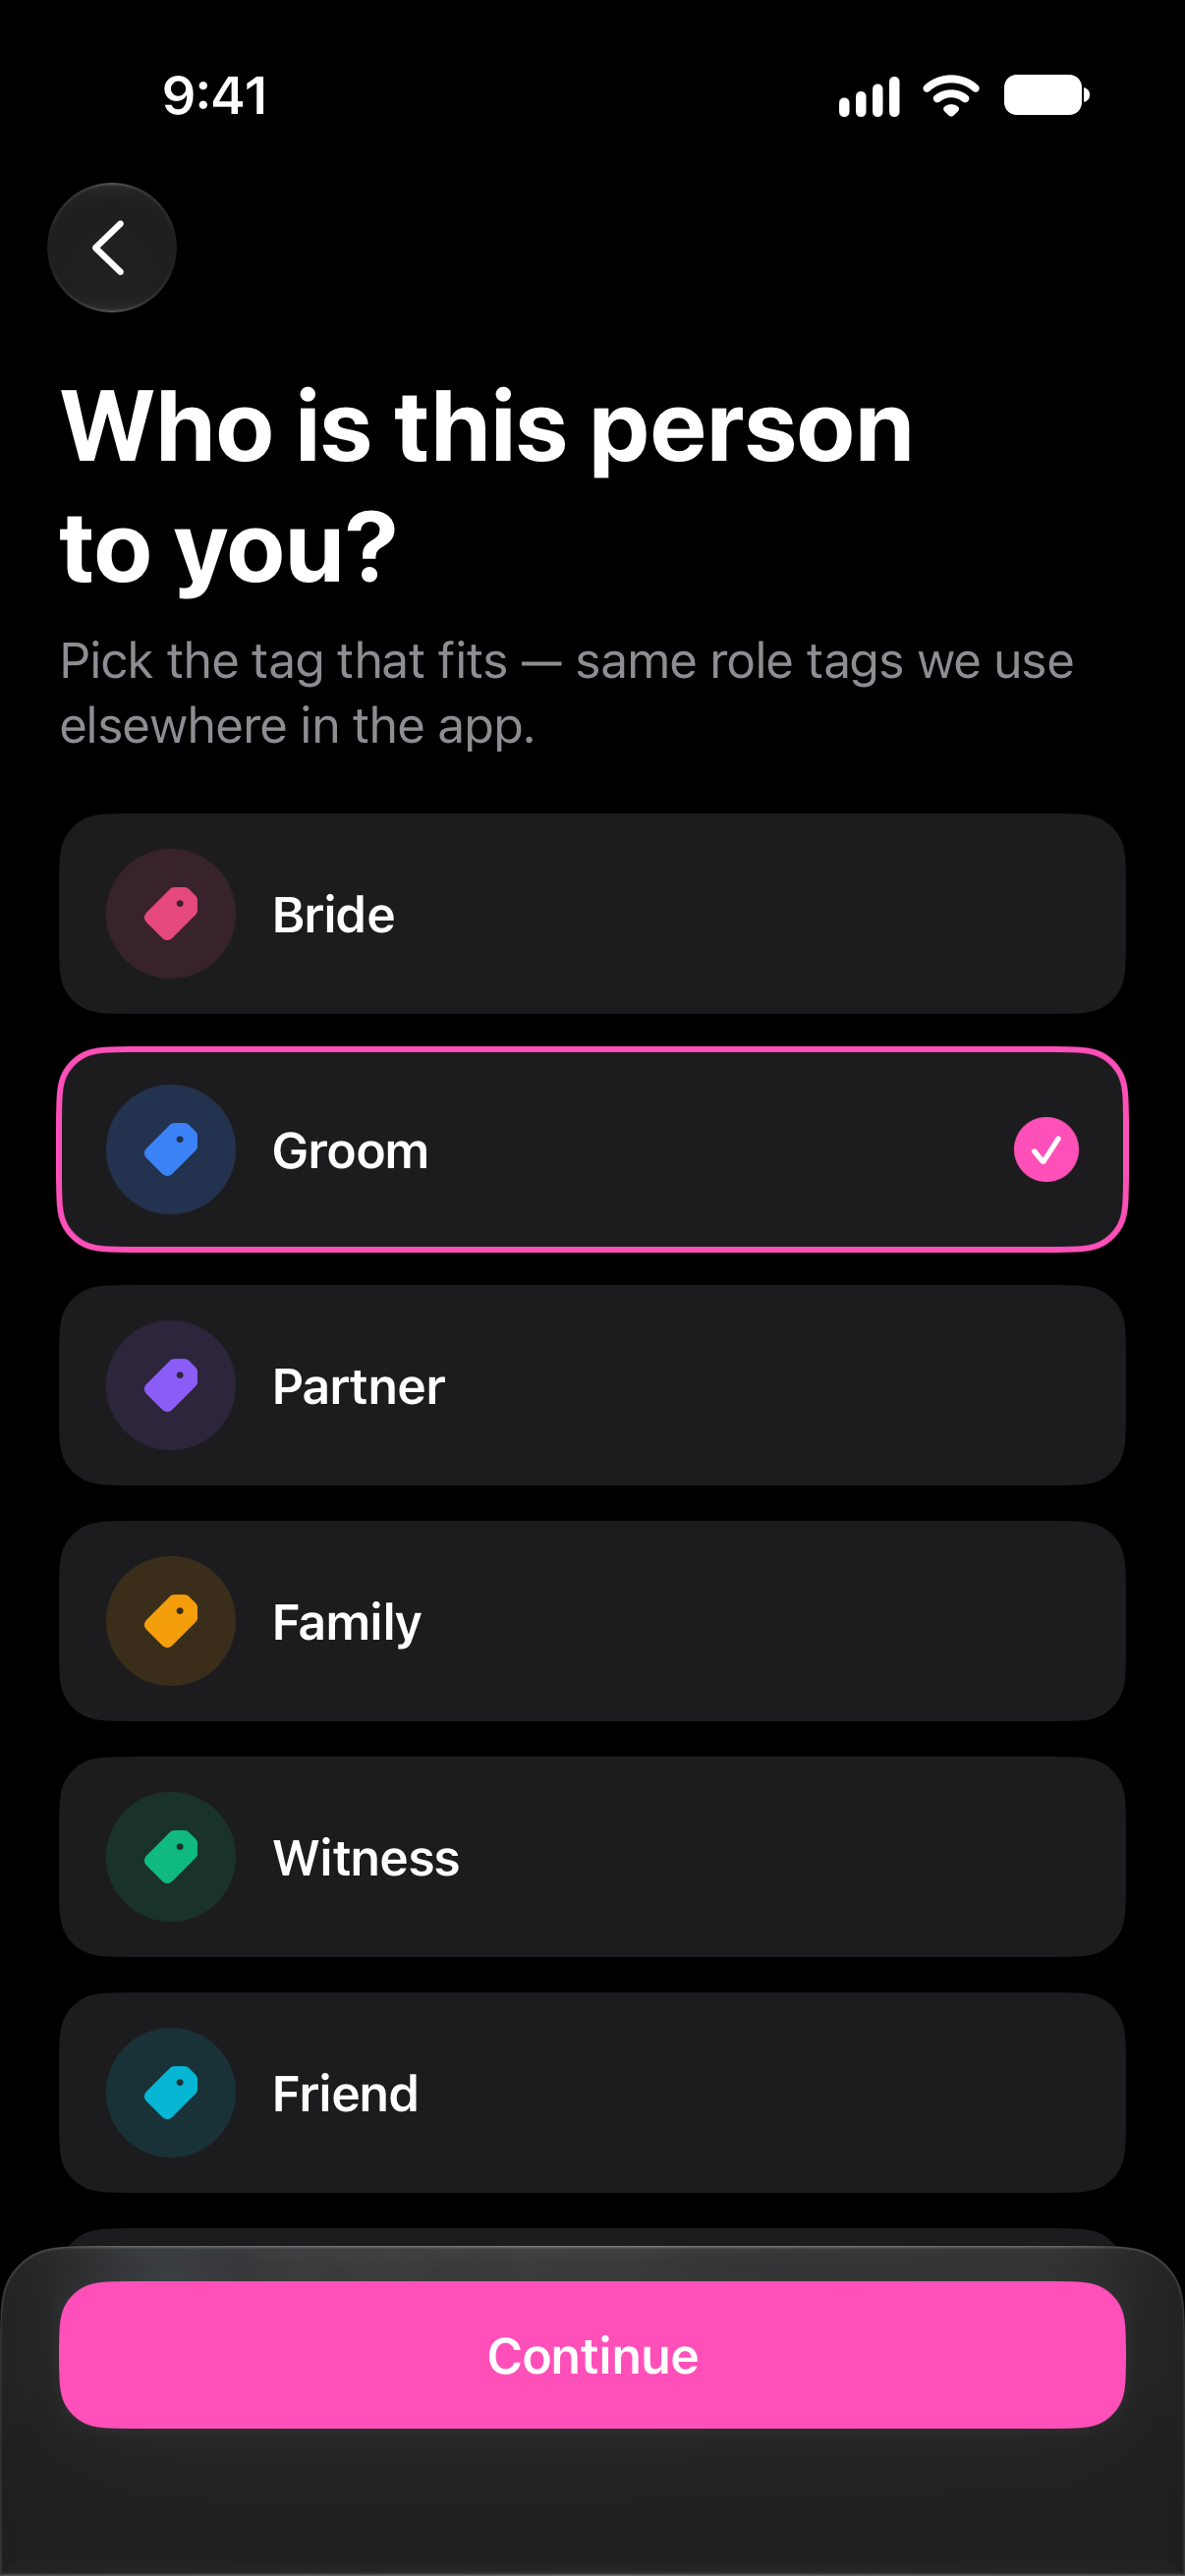 9:41
Who is this person
to you?
Pick the tag that fits — same role tags we use
elsewhere in the app.
Bride
Groom
Partner
Family
Witness
Friend
Continue